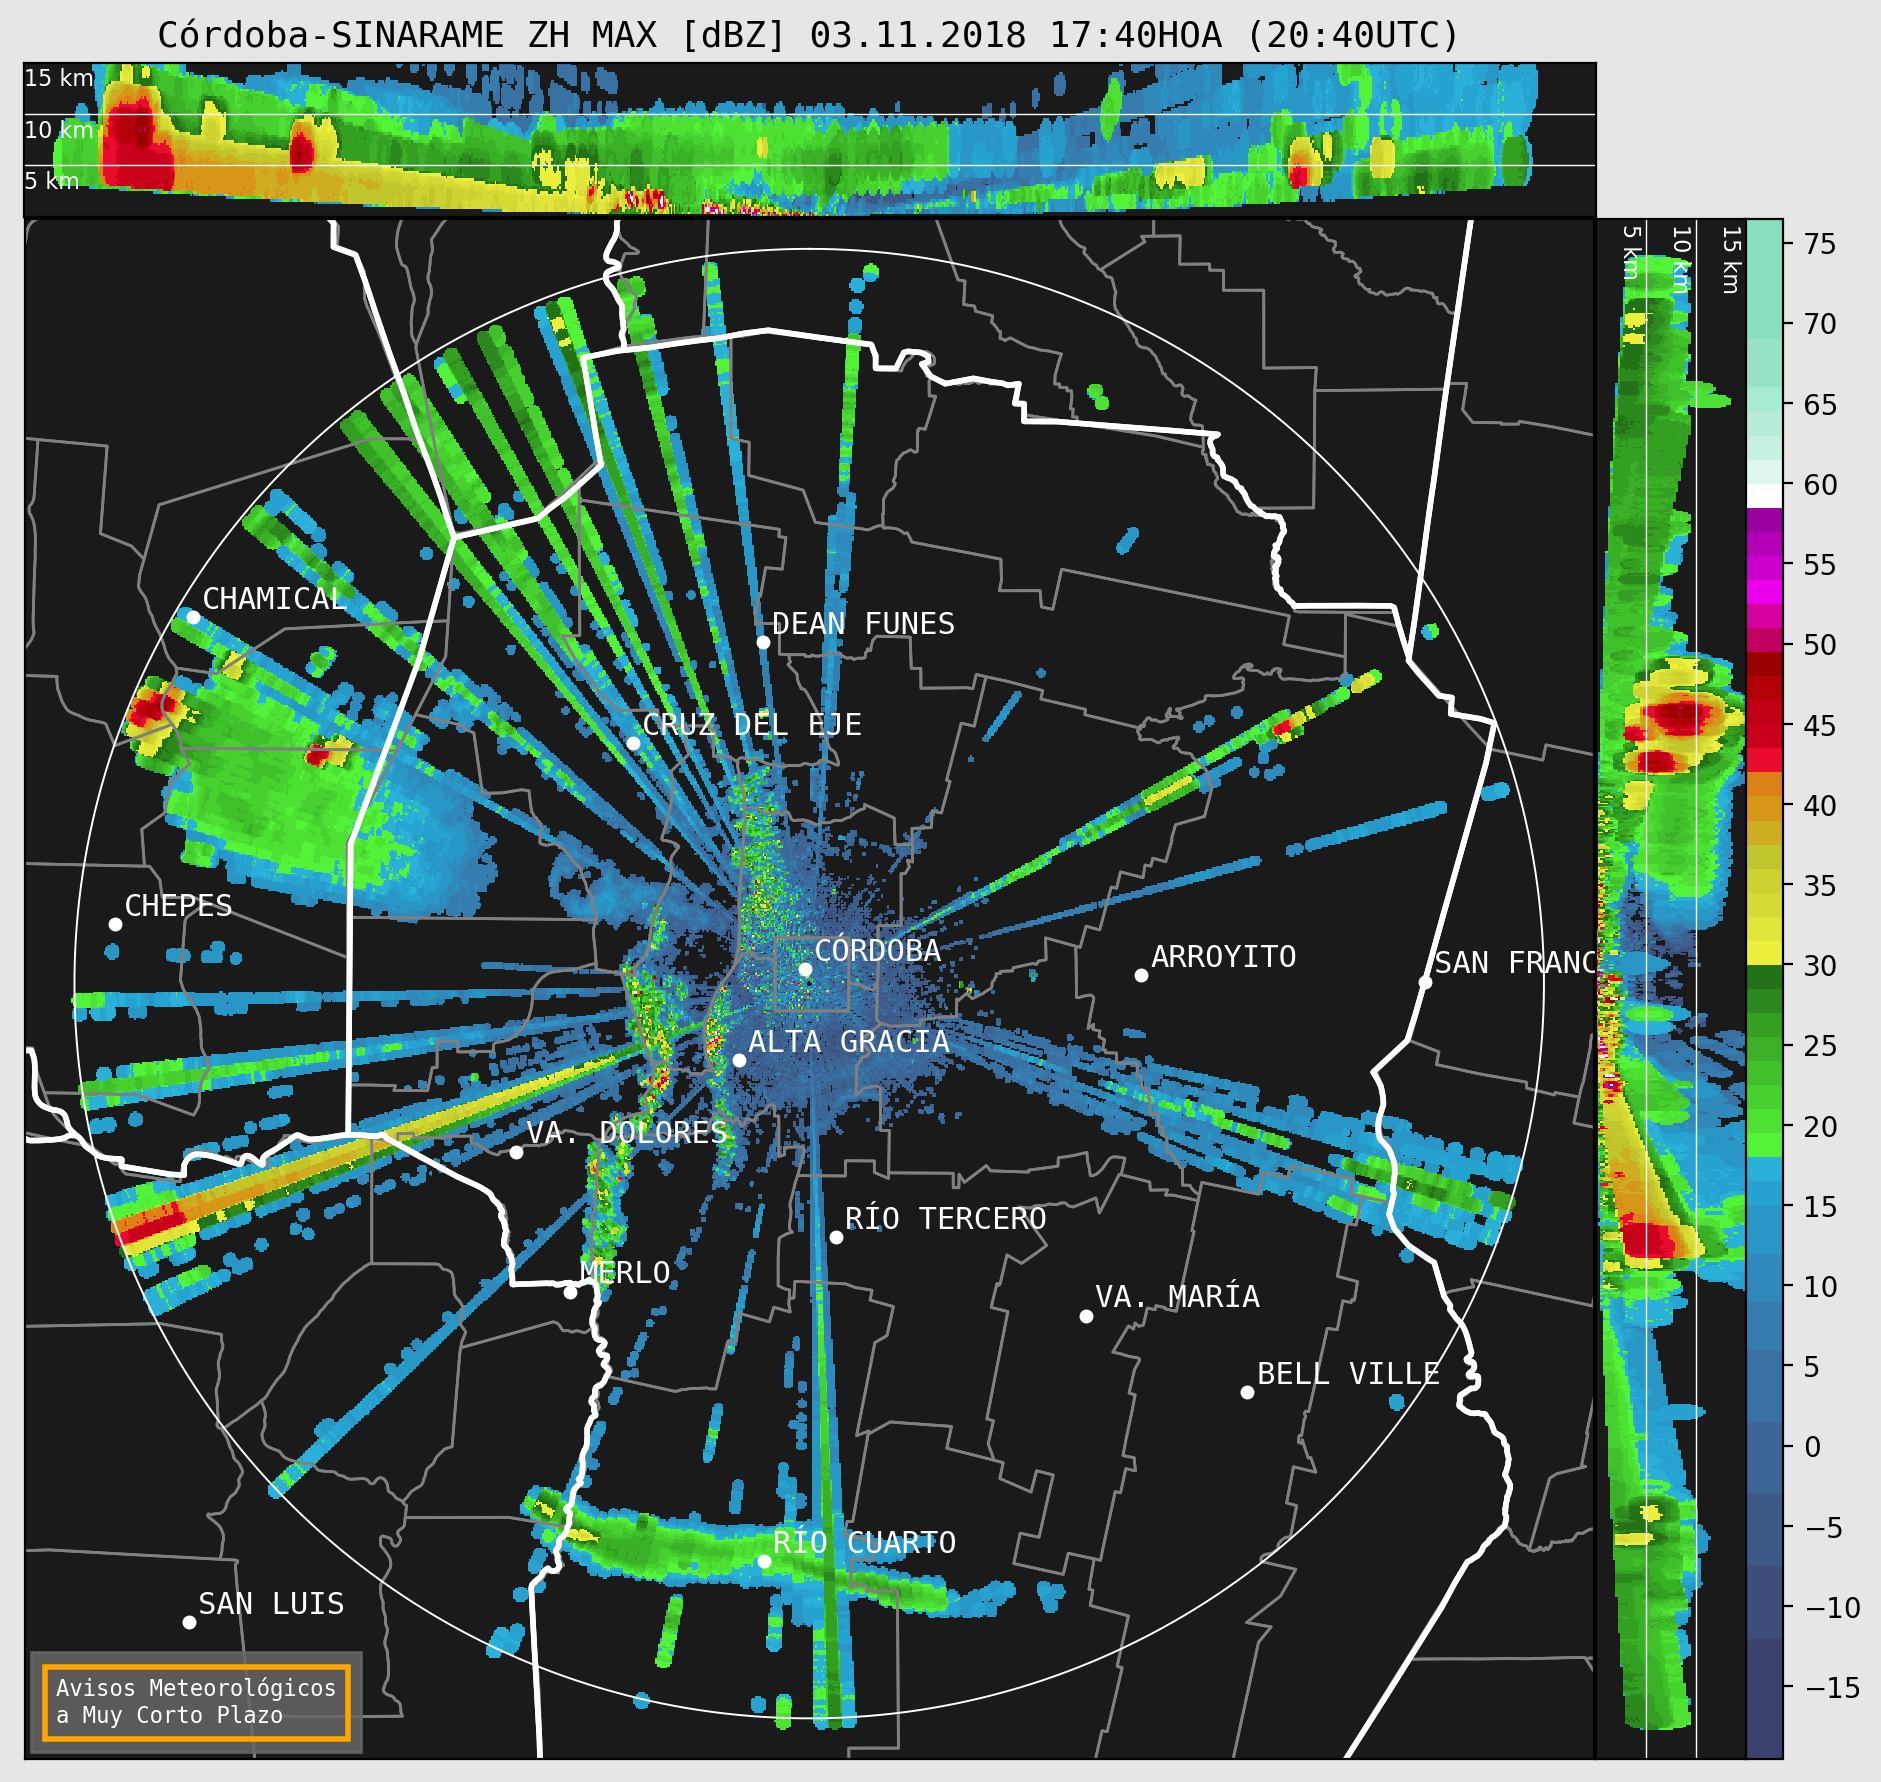 Córdoba-SINARAME ZH MAX [dBZ] 03.11.2018 17:40HOA (20:40UTC)
15 km
10 km
5 km
5 km
10 km
15 km
75
70
65
60
55
50
45
40
35
30
25
20
15
10
5
0
−5
−10
−15
CHAMICAL
DEAN FUNES
CRUZ DEL EJE
CHEPES
CÓRDOBA
ARROYITO
SAN FRANC
ALTA GRACIA
VA. DOLORES
RÍO TERCERO
MERLO
VA. MARÍA
BELL VILLE
RÍO CUARTO
SAN LUIS
Avisos Meteorológicos
a Muy Corto Plazo